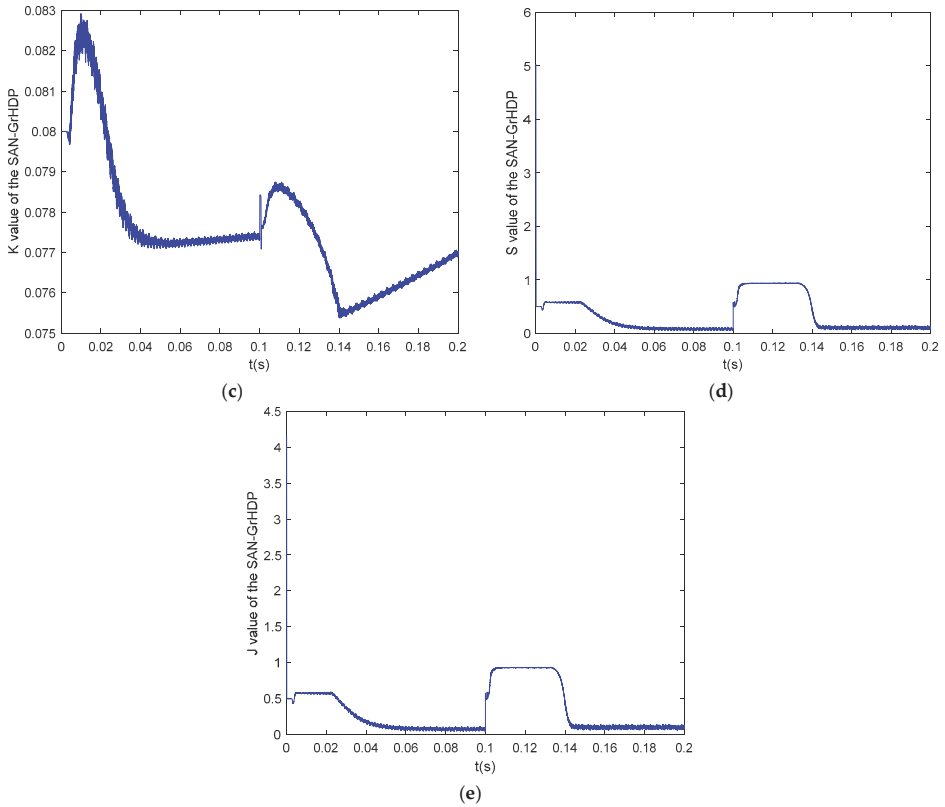 K value of the SAN-GrHDP
0.083
0.082
0.081
0.08
0.079
0.078
0.077
0.076
0.075
0 0.02 0.04 0.06 0.08 0.1 0.12 0.14 0.16 0.18 0.2
t(s)
(c)
S value of the SAN-GrHDP
6
5
4
3
2
1
0
0 0.02 0.04 0.06 0.08 0.1 0.12 0.14 0.16 0.18 0.2
t(s)
(d)
J value of the SAN-GrHDP
4.5
4
3.5
3
2.5
2
1.5
1
0.5
0
0 0.02 0.04 0.06 0.08 0.1 0.12 0.14 0.16 0.18 0.2
t(s)
(e)